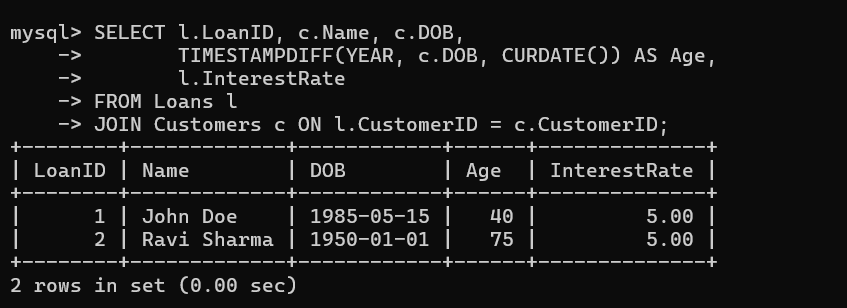 mysql> SELECT l.LoanID, c.Name, c.DOB,
    ->        TIMESTAMPDIFF(YEAR, c.DOB, CURDATE()) AS Age,
    ->        l.InterestRate
    -> FROM Loans l
    -> JOIN Customers c ON l.CustomerID = c.CustomerID;
+--------+-------------+------------+------+--------------+
| LoanID | Name        | DOB        | Age  | InterestRate |
+--------+-------------+------------+------+--------------+
|      1 | John Doe    | 1985-05-15 |   40 |         5.00 |
|      2 | Ravi Sharma | 1950-01-01 |   75 |         5.00 |
+--------+-------------+------------+------+--------------+
2 rows in set (0.00 sec)